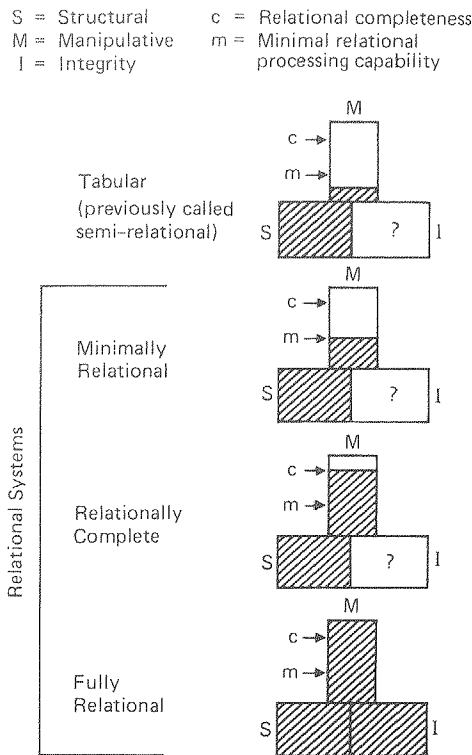 S = Structural c = Relational completeness
M = Manipulative m = Minimal relational
I = Integrity processing capability
M
c
m
Tabular
(previously called
semi-relational)
S ? I
M
c
m
Minimally
Relational
S ? I
M
c
m
Relationally
Complete
S ? I
M
c
m
Fully
Relational
S I
Relational Systems